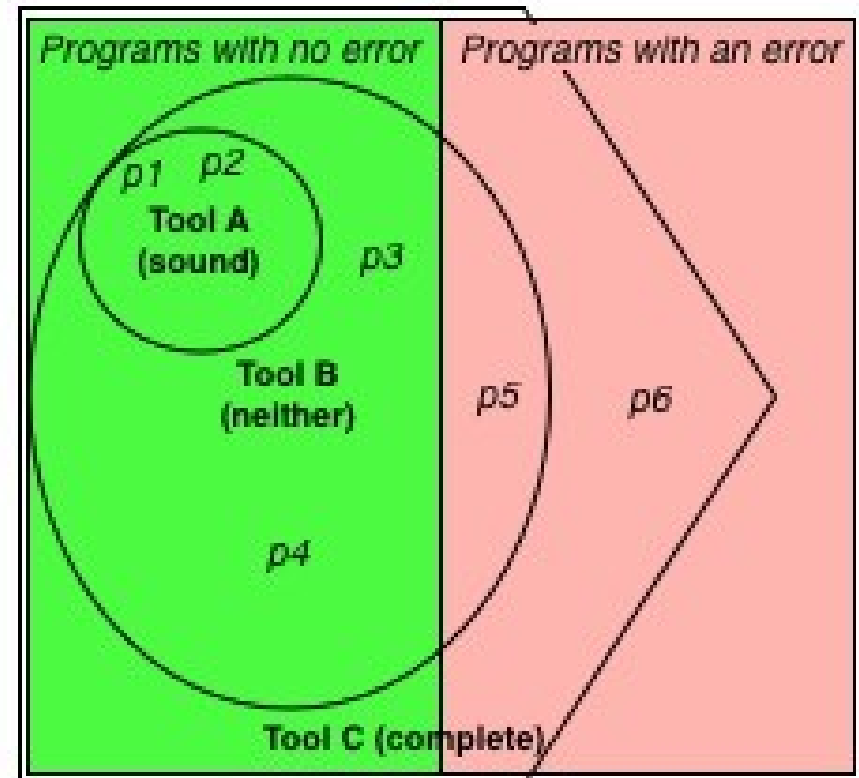 Programs with no error
Programs with an error
p1
p2
Tool A
(sound)
p3
Tool B
(neither)
p5
p6
p4
Tool C (complete)